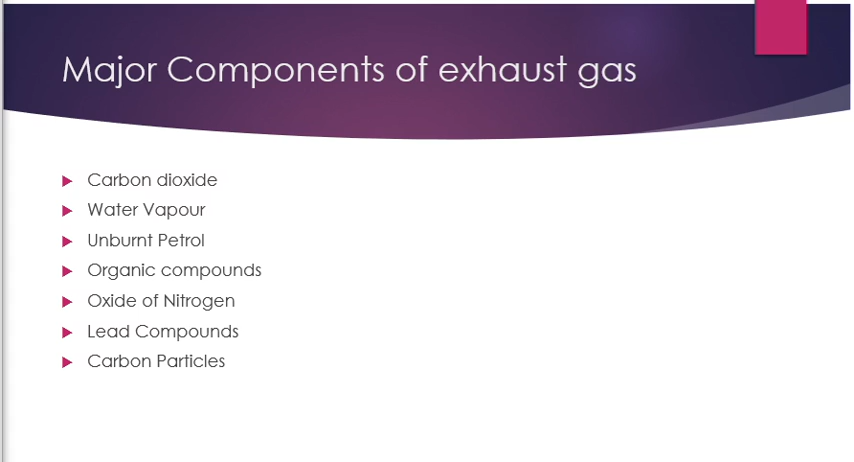 Major Components of exhaust gas
Carbon dioxide
Water Vapour
Unburnt Petrol
Organic compounds
Oxide of Nitrogen
Lead Compounds
Carbon Particles